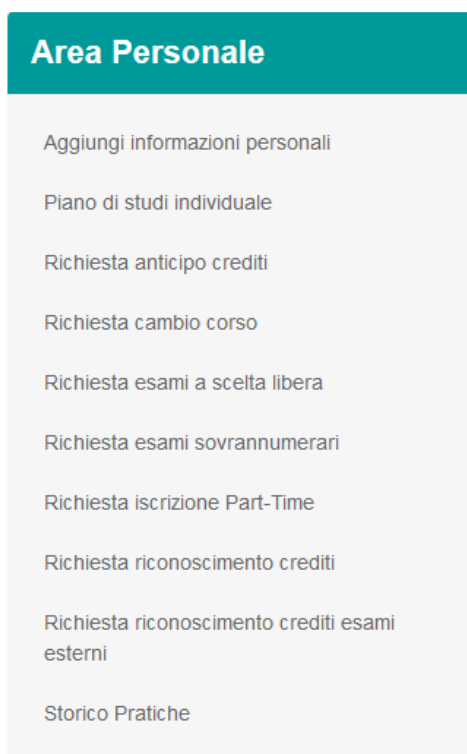 Area Personale
Aggiungi informazioni personali
Piano di studi individuale
Richiesta anticipo crediti
Richiesta cambio corso
Richiesta esami a scelta libera
Richiesta esami sovrannumerari
Richiesta iscrizione Part-Time
Richiesta riconoscimento crediti
Richiesta riconoscimento crediti esami
esterni
Storico Pratiche